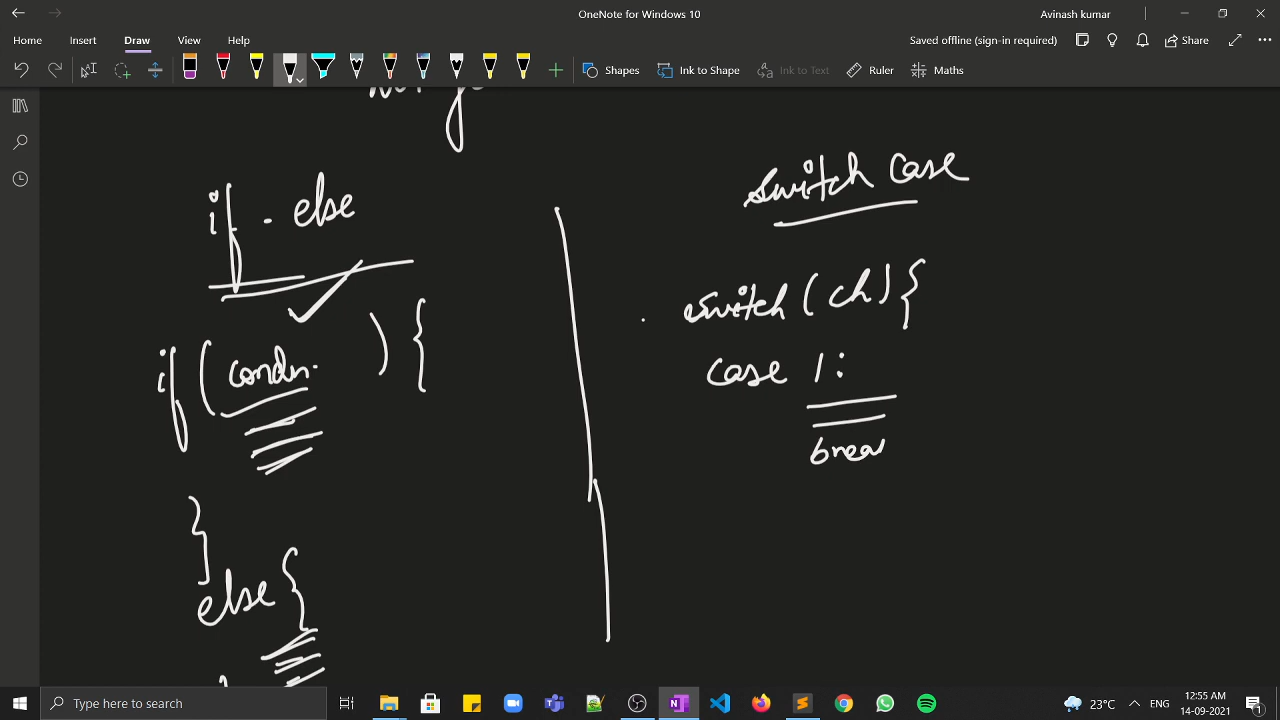 OneNote for Windows 10
Avinash kumar
Home Insert Draw View Help
Saved offline (sign-in required)
Share
Shapes
Ink to Shape
Ink to Text
Ruler
Maths
if - else
if (condn. ) {
}
else {
switch case
switch (ch) {
case 1:
brea
Type here to search
25°C
ENG
12:55 AM
14-09-2021